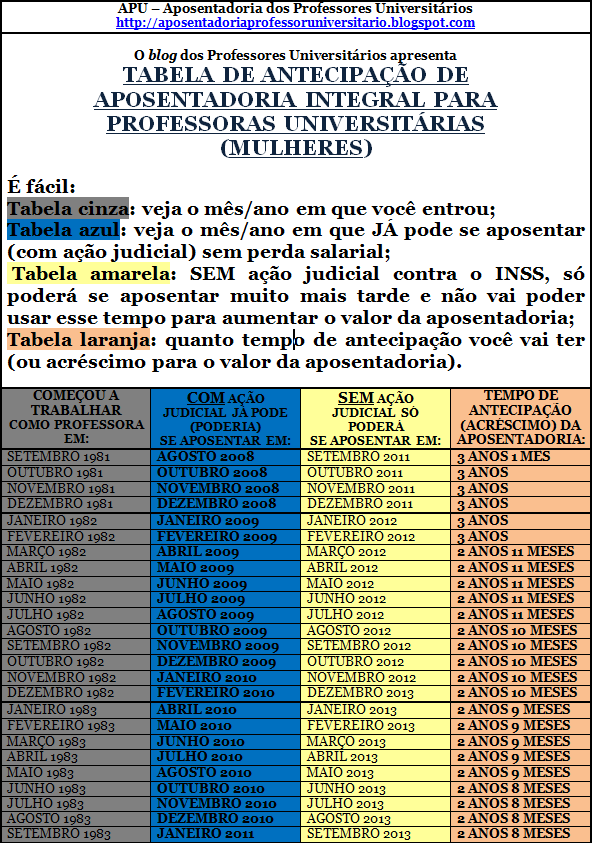 APU – Aposentadoria dos Professores Universitários
http://aposentadoriaprofessoruniversitario.blogspot.com
O blog dos Professores Universitários apresenta
TABELA DE ANTECIPAÇÃO DE
APOSENTADORIA INTEGRAL PARA
PROFESSORAS UNIVERSITÁRIAS
(MULHERES)
É fácil:
Tabela cinza: veja o mês/ano em que você entrou;
Tabela azul: veja o mês/ano em que JÁ pode se aposentar
(com ação judicial) sem perda salarial;
Tabela amarela: SEM ação judicial contra o INSS, só
poderá se aposentar muito mais tarde e não vai poder
usar esse tempo para aumentar o valor da aposentadoria;
Tabela laranja: quanto tempo de antecipação você vai ter
(ou acréscimo para o valor da aposentadoria).
COMEÇOU A
TRABALHAR
COMO PROFESSORA
EM:
COM AÇÃO
JUDICIAL JÁ PODE
(PODERIA)
SE APOSENTAR EM:
SEM AÇÃO
JUDICIAL SÓ
PODERÁ
SE APOSENTAR EM:
TEMPO DE
ANTECIPAÇÃO
(ACRÉSCIMO) DA
APOSENTADORIA:
SETEMBRO 1981 AGOSTO 2008 SETEMBRO 2011 3 ANOS 1 MES
OUTUBRO 1981 OUTUBRO 2008 OUTUBRO 2011 3 ANOS
NOVEMBRO 1981 NOVEMBRO 2008 NOVEMBRO 2011 3 ANOS
DEZEMBRO 1981 DEZEMBRO 2008 DEZEMBRO 2011 3 ANOS
JANEIRO 1982 JANEIRO 2009 JANEIRO 2012 3 ANOS
FEVEREIRO 1982 FEVEREIRO 2009 FEVEREIRO 2012 3 ANOS
MARÇO 1982 ABRIL 2009 MARÇO 2012 2 ANOS 11 MESES
ABRIL 1982 MAIO 2009 ABRIL 2012 2 ANOS 11 MESES
MAIO 1982 JUNHO 2009 MAIO 2012 2 ANOS 11 MESES
JUNHO 1982 JULHO 2009 JUNHO 2012 2 ANOS 11 MESES
JULHO 1982 AGOSTO 2009 JULHO 2012 2 ANOS 11 MESES
AGOSTO 1982 OUTUBRO 2009 AGOSTO 2012 2 ANOS 10 MESES
SETEMBRO 1982 NOVEMBRO 2009 SETEMBRO 2012 2 ANOS 10 MESES
OUTUBRO 1982 DEZEMBRO 2009 OUTUBRO 2012 2 ANOS 10 MESES
NOVEMBRO 1982 JANEIRO 2010 NOVEMBRO 2012 2 ANOS 10 MESES
DEZEMBRO 1982 FEVEREIRO 2010 DEZEMBRO 2013 2 ANOS 10 MESES
JANEIRO 1983 ABRIL 2010 JANEIRO 2013 2 ANOS 9 MESES
FEVEREIRO 1983 MAIO 2010 FEVEREIRO 2013 2 ANOS 9 MESES
MARÇO 1983 JUNHO 2010 MARÇO 2013 2 ANOS 9 MESES
ABRIL 1983 JULHO 2010 ABRIL 2013 2 ANOS 9 MESES
MAIO 1983 AGOSTO 2010 MAIO 2013 2 ANOS 9 MESES
JUNHO 1983 OUTUBRO 2010 JUNHO 2013 2 ANOS 8 MESES
JULHO 1983 NOVEMBRO 2010 JULHO 2013 2 ANOS 8 MESES
AGOSTO 1983 DEZEMBRO 2010 AGOSTO 2013 2 ANOS 8 MESES
SETEMBRO 1983 JANEIRO 2011 SETEMBRO 2013 2 ANOS 8 MESES